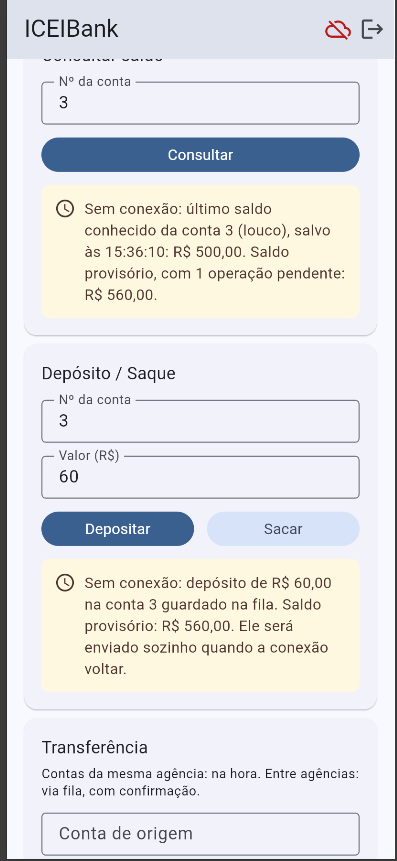 ICEIBank
Consultar saldo
Nº da conta
3
Consultar
Sem conexão: último saldo
conhecido da conta 3 (louco), salvo
às 15:36:10: R$ 500,00. Saldo
provisório, com 1 operação pendente:
R$ 560,00.
Depósito / Saque
Nº da conta
3
Valor (R$)
60
Depositar
Sacar
Sem conexão: depósito de R$ 60,00
na conta 3 guardado na fila. Saldo
provisório: R$ 560,00. Ele será
enviado sozinho quando a conexão
voltar.
Transferência
Contas da mesma agência: na hora. Entre agências:
via fila, com confirmação.
Conta de origem